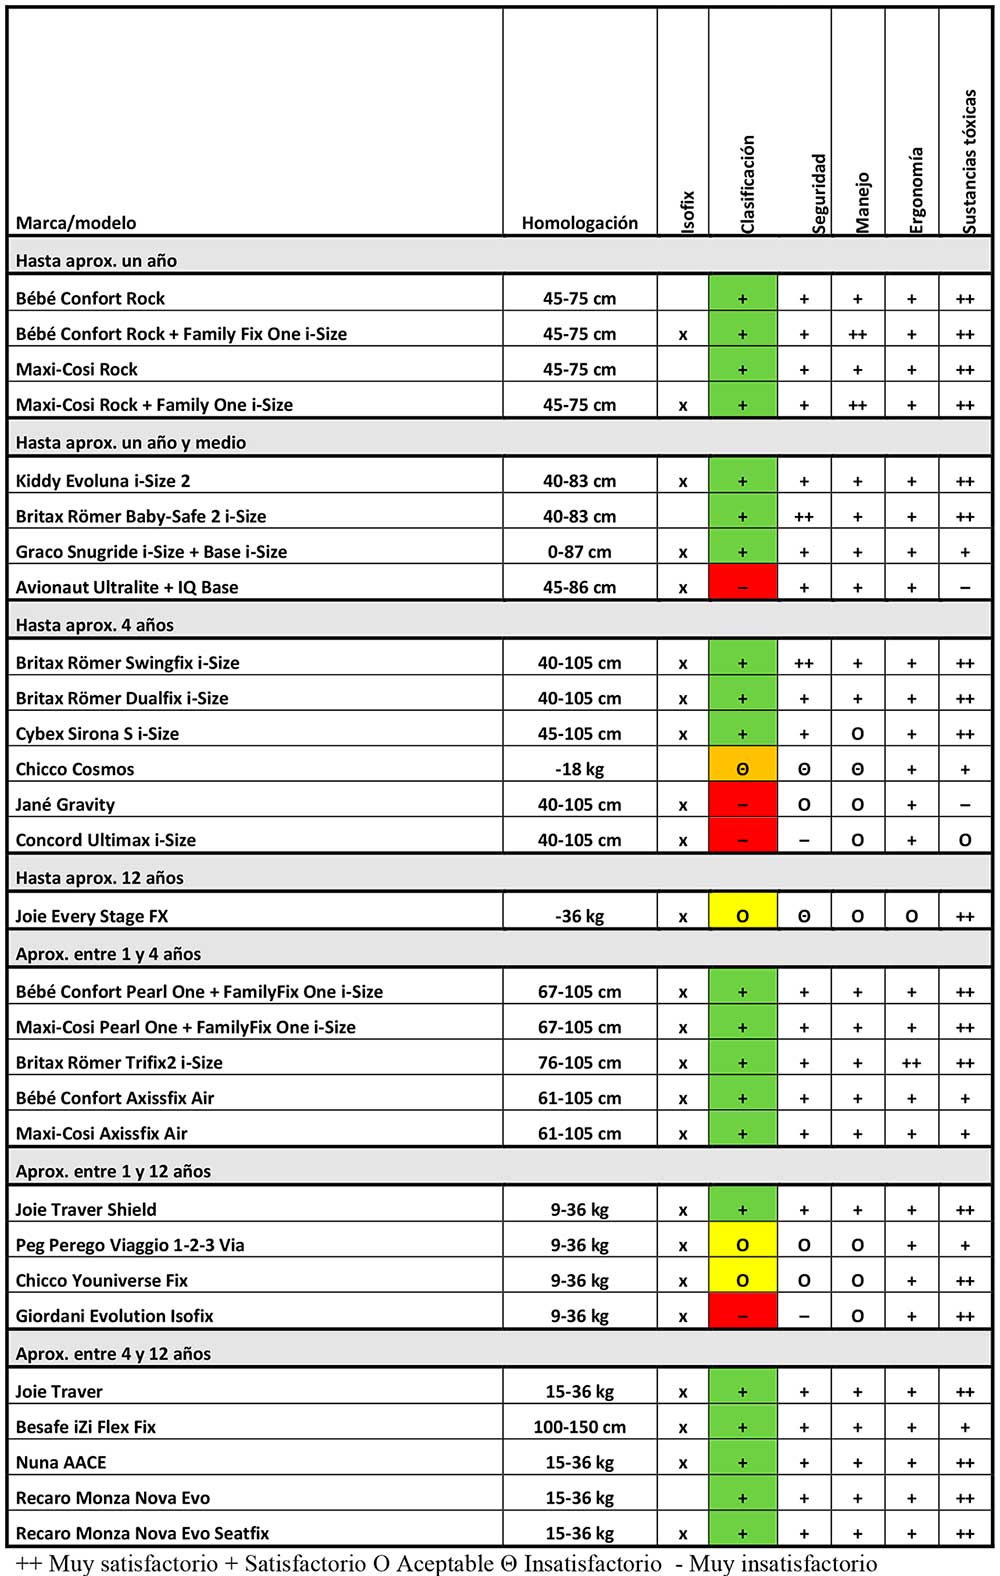 Marca/modelo Homologación Isofix Clasificación Seguridad Manejo Ergonomía Sustancias tóxicas
Hasta aprox. un año
Bébé Confort Rock 45-75 cm + + + + ++
Bébé Confort Rock + Family Fix One i-Size 45-75 cm x + + ++ + ++
Maxi-Cosi Rock 45-75 cm + + + + ++
Maxi-Cosi Rock + Family One i-Size 45-75 cm x + + ++ + ++
Hasta aprox. un año y medio
Kiddy Evoluna i-Size 2 40-83 cm x + + + + ++
Britax Römer Baby-Safe 2 i-Size 40-83 cm + ++ + + ++
Graco Snugride i-Size + Base i-Size 0-87 cm x + + + + +
Avionaut Ultralite + IQ Base 45-86 cm x – + + + –
Hasta aprox. 4 años
Britax Römer Swingfix i-Size 40-105 cm x + ++ + + ++
Britax Römer Dualfix i-Size 40-105 cm x + + + + ++
Cybex Sirona S i-Size 45-105 cm x + + O + ++
Chicco Cosmos -18 kg Θ Θ Θ + +
Jané Gravity 40-105 cm x – O O + –
Concord Ultimax i-Size 40-105 cm x – – O + O
Hasta aprox. 12 años
Joie Every Stage FX -36 kg x O Θ O O ++
Aprox. entre 1 y 4 años
Bébé Confort Pearl One + FamilyFix One i-Size 67-105 cm x + + + + ++
Maxi-Cosi Pearl One + FamilyFix One i-Size 67-105 cm x + + + + ++
Britax Römer Trifix2 i-Size 76-105 cm x + + + ++ ++
Bébé Confort Axissfix Air 61-105 cm x + + + + +
Maxi-Cosi Axissfix Air 61-105 cm x + + + + +
Aprox. entre 1 y 12 años
Joie Traver Shield 9-36 kg x + + + + ++
Peg Perego Viaggio 1-2-3 Via 9-36 kg x O O O + +
Chicco Youniverse Fix 9-36 kg x O O O + ++
Giordani Evolution Isofix 9-36 kg x – – O + ++
Aprox. entre 4 y 12 años
Joie Traver 15-36 kg x + + + + ++
Besafe iZi Flex Fix 100-150 cm x + + + + +
Nuna AACE 15-36 kg x + + + + ++
Recaro Monza Nova Evo 15-36 kg + + + + ++
Recaro Monza Nova Evo Seatfix 15-36 kg x + + + + ++
++ Muy satisfactorio + Satisfactorio O Aceptable Θ Insatisfactorio - Muy insatisfactorio